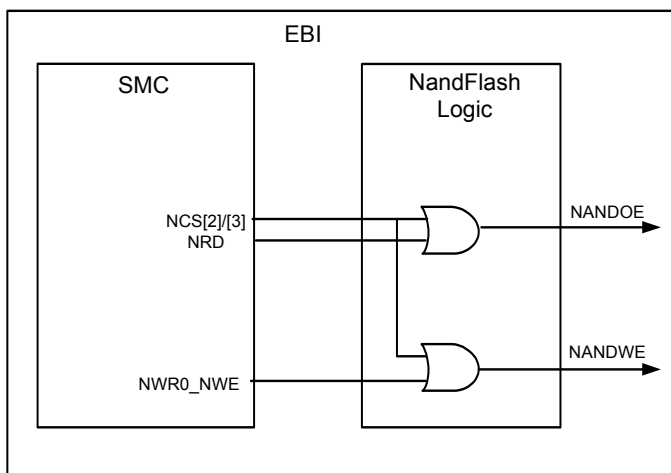 EBI
SMC
NandFlash
Logic
NCS[2]/[3]
NRD
NANDOE
NWR0_NWE
NANDWE